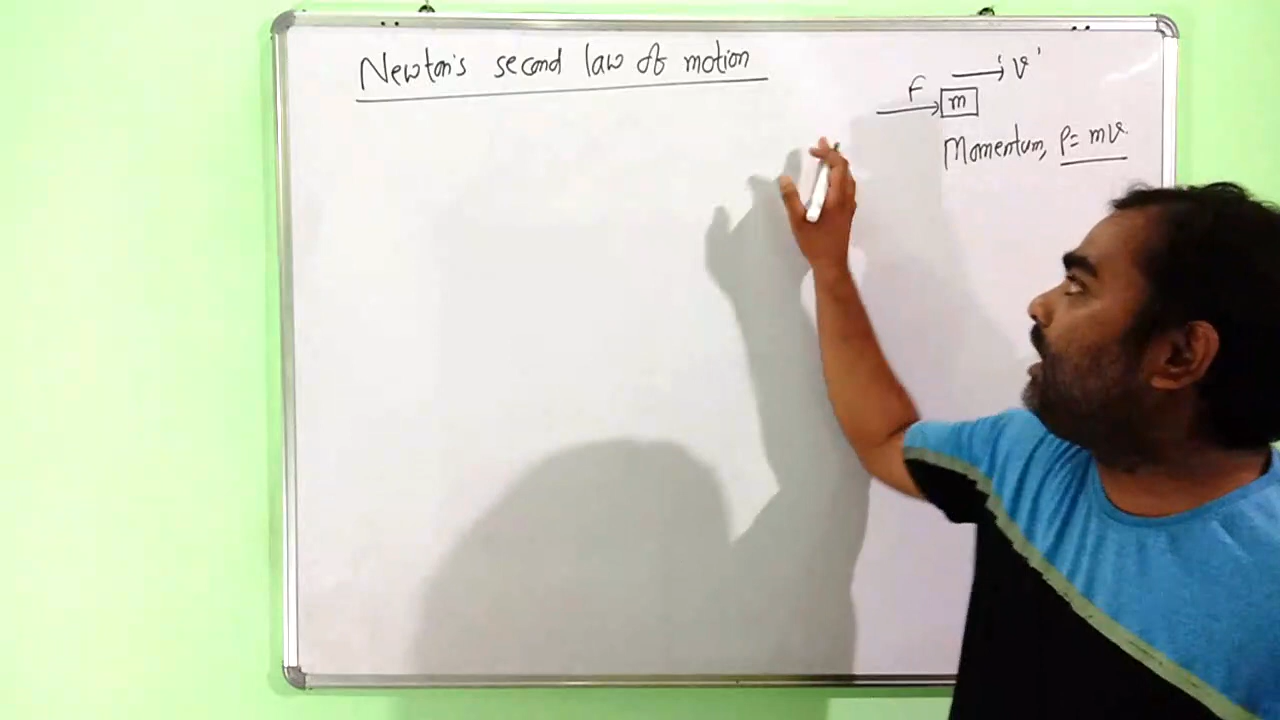 Newton's second law of motion
'v'
F
m
Momentum, P = mv.